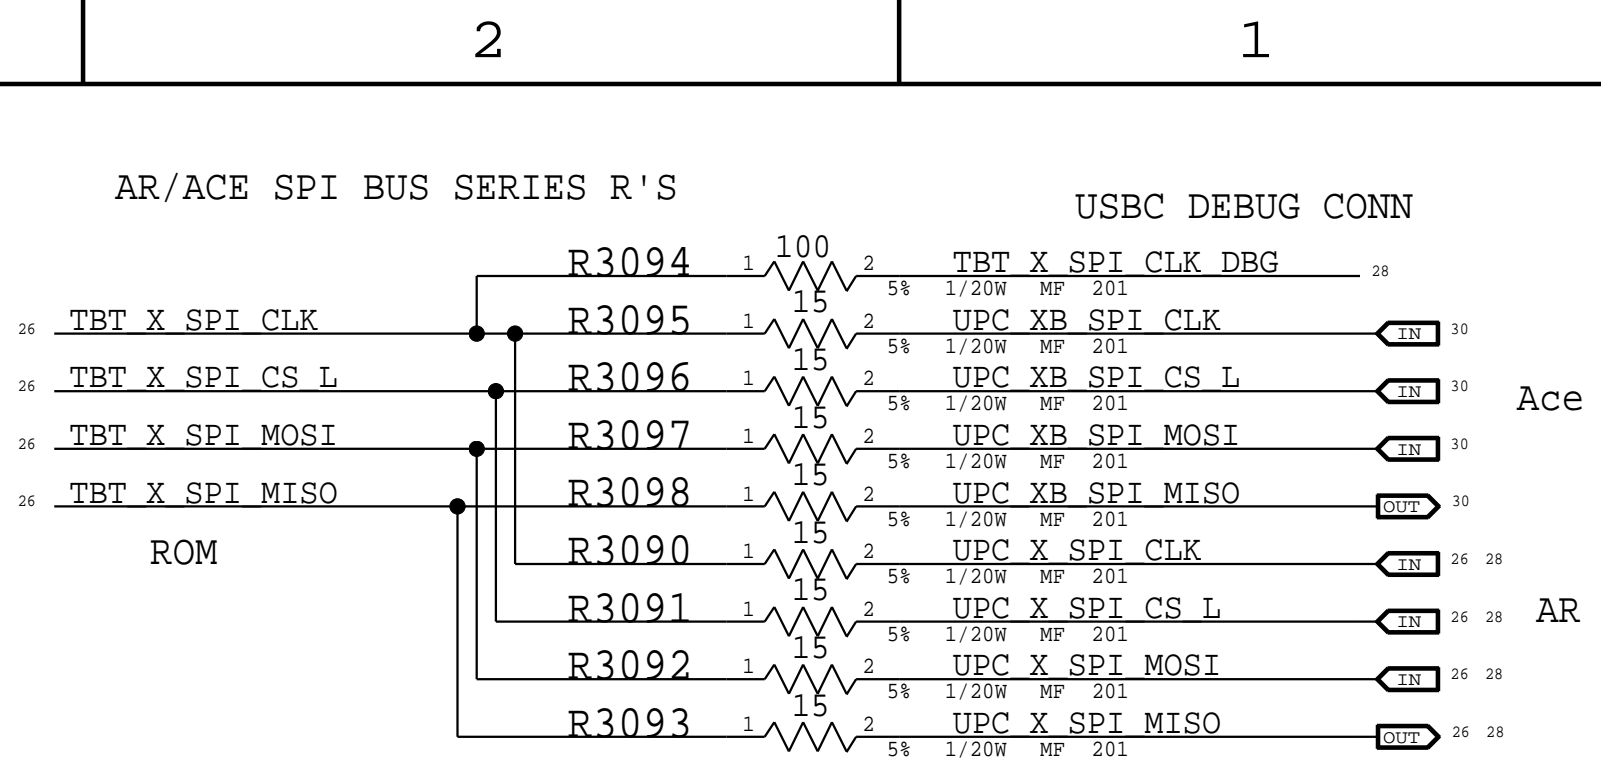 2 1
AR/ACE SPI BUS SERIES R'S
USBC DEBUG CONN
R3094 1 100 2 TBT_X_SPI_CLK_DBG 28
5% 1/20W MF 201
26 TBT_X_SPI_CLK R3095 1 15 2 UPC_XB_SPI_CLK IN 30
5% 1/20W MF 201
26 TBT_X_SPI_CS_L R3096 1 15 2 UPC_XB_SPI_CS_L IN 30
5% 1/20W MF 201
Ace
26 TBT_X_SPI_MOSI R3097 1 15 2 UPC_XB_SPI_MOSI IN 30
5% 1/20W MF 201
26 TBT_X_SPI_MISO R3098 1 15 2 UPC_XB_SPI_MISO OUT 30
5% 1/20W MF 201
ROM
R3090 1 15 2 UPC_X_SPI_CLK IN 26 28
5% 1/20W MF 201
R3091 1 15 2 UPC_X_SPI_CS_L IN 26 28
5% 1/20W MF 201
AR
R3092 1 15 2 UPC_X_SPI_MOSI IN 26 28
5% 1/20W MF 201
R3093 1 15 2 UPC_X_SPI_MISO OUT 26 28
5% 1/20W MF 201